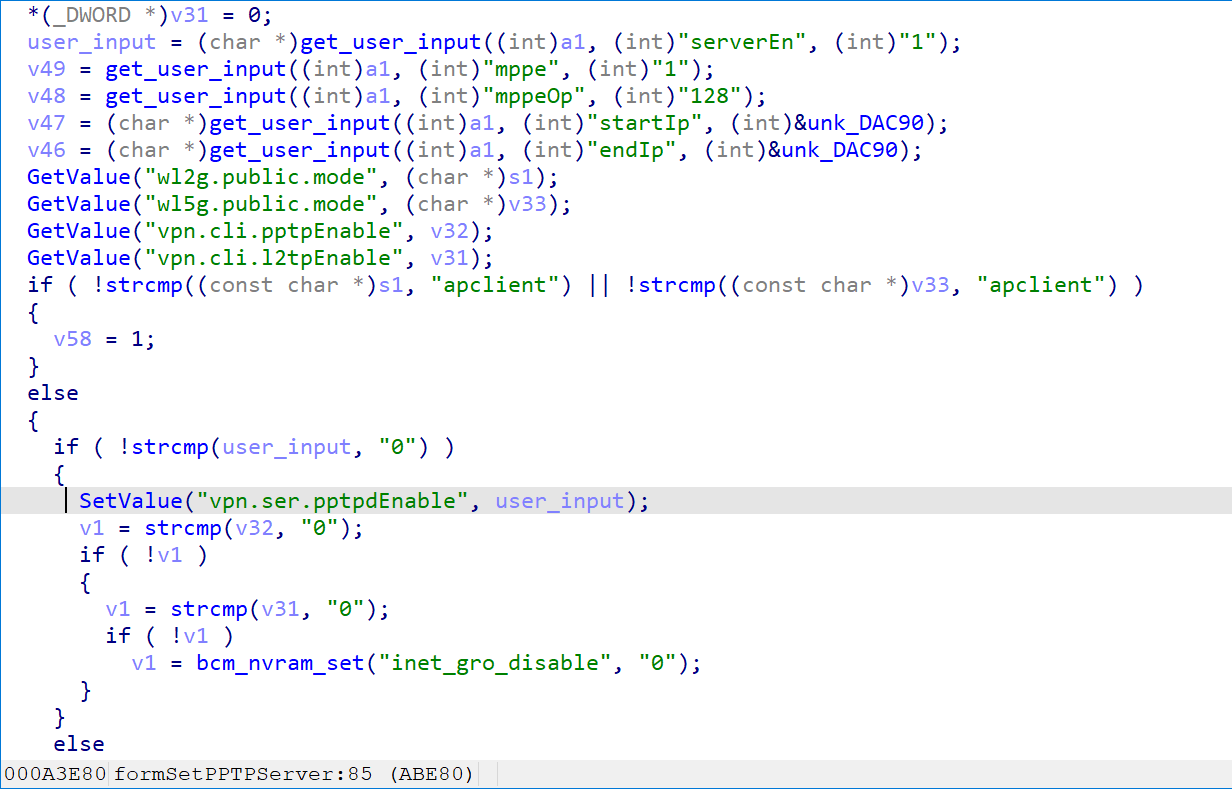 *(_DWORD *)v31 = 0;
user_input = (char *)get_user_input((int)a1, (int)"serverEn", (int)"1");
v49 = get_user_input((int)a1, (int)"mppe", (int)"1");
v48 = get_user_input((int)a1, (int)"mppeOp", (int)"128");
v47 = (char *)get_user_input((int)a1, (int)"startIp", (int)&unk_DAC90);
v46 = (char *)get_user_input((int)a1, (int)"endIp", (int)&unk_DAC90);
GetValue("wl2g.public.mode", (char *)s1);
GetValue("wl5g.public.mode", (char *)v33);
GetValue("vpn.cli.pptpEnable", v32);
GetValue("vpn.cli.l2tpEnable", v31);
if ( !strcmp((const char *)s1, "apclient") || !strcmp((const char *)v33, "apclient") )
{
  v58 = 1;
}
else
{
  if ( !strcmp(user_input, "0") )
  {
    SetValue("vpn.ser.pptpdEnable", user_input);
    v1 = strcmp(v32, "0");
    if ( !v1 )
    {
      v1 = strcmp(v31, "0");
      if ( !v1 )
        v1 = bcm_nvram_set("inet_gro_disable", "0");
    }
  }
  else
000A3E80 formSetPPTPServer:85 (ABE80)